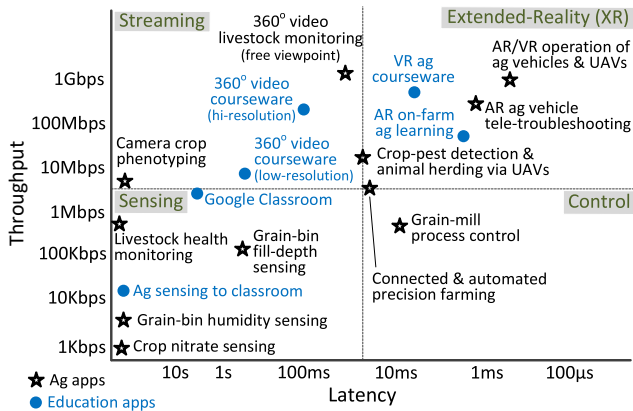 Streaming
360° video
livestock monitoring
(free viewpoint)
Extended-Reality (XR)
AR/VR operation of
ag vehicles & UAVs
VR ag
courseware
1Gbps
360° video
courseware
(hi-resolution)
AR on-farm
ag learning
AR ag vehicle
tele-troubleshooting
100Mbps
Camera crop
phenotyping
360° video
courseware
(low-resolution)
Crop-pest detection &
animal herding via UAVs
10Mbps
Throughput
Sensing
Google Classroom
Control
1Mbps
Livestock health
monitoring
Grain-bin
fill-depth
sensing
Grain-mill
process control
100Kbps
Connected & automated
precision farming
Ag sensing to classroom
10Kbps
Grain-bin humidity sensing
Crop nitrate sensing
1Kbps
10s 1s 100ms 10ms 1ms 100µs
Latency
Ag apps
Education apps